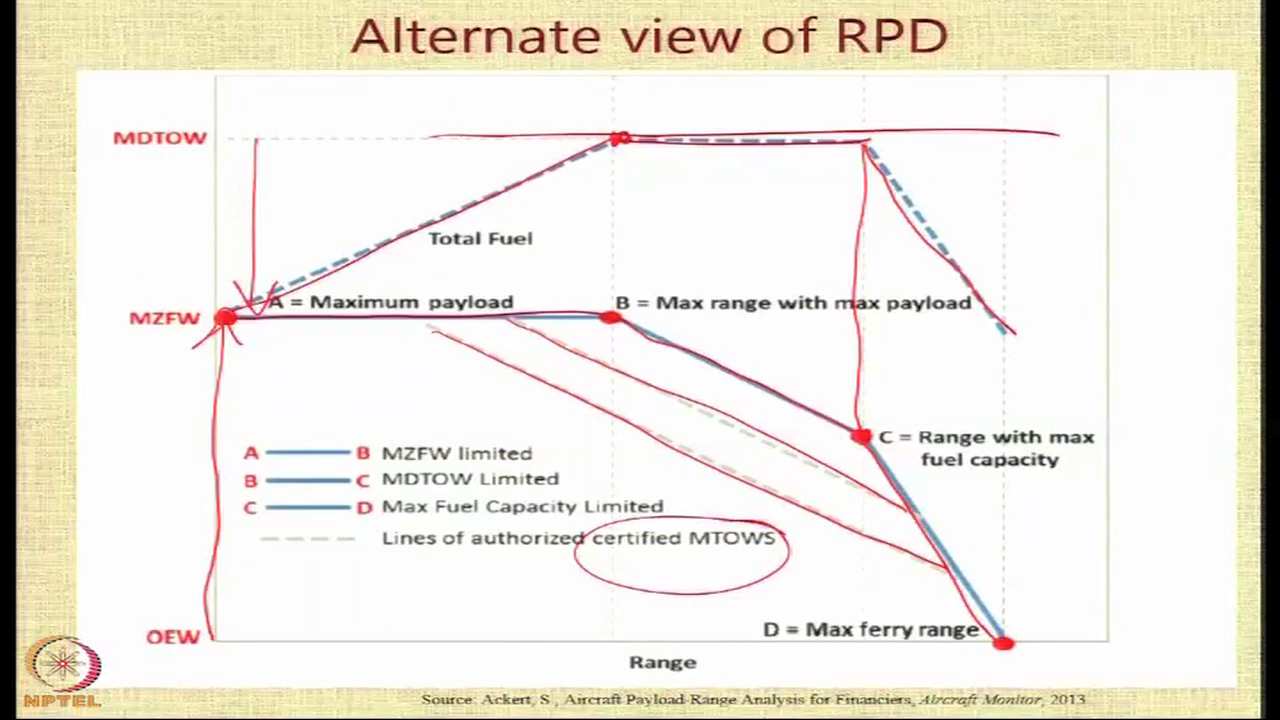 Alternate view of RPD
MDTOW
Total Fuel
A = Maximum payload
B = Max range with max payload
MZFW
C = Range with max
fuel capacity
A B MZFW limited
B C MDTOW Limited
C D Max Fuel Capacity Limited
Lines of authorized certified MTOWS
D = Max ferry range
OEW
Range
NPTEL
Source: Ackert, S., Aircraft Payload-Range Analysis for Financiers, Aircraft Monitor, 2013